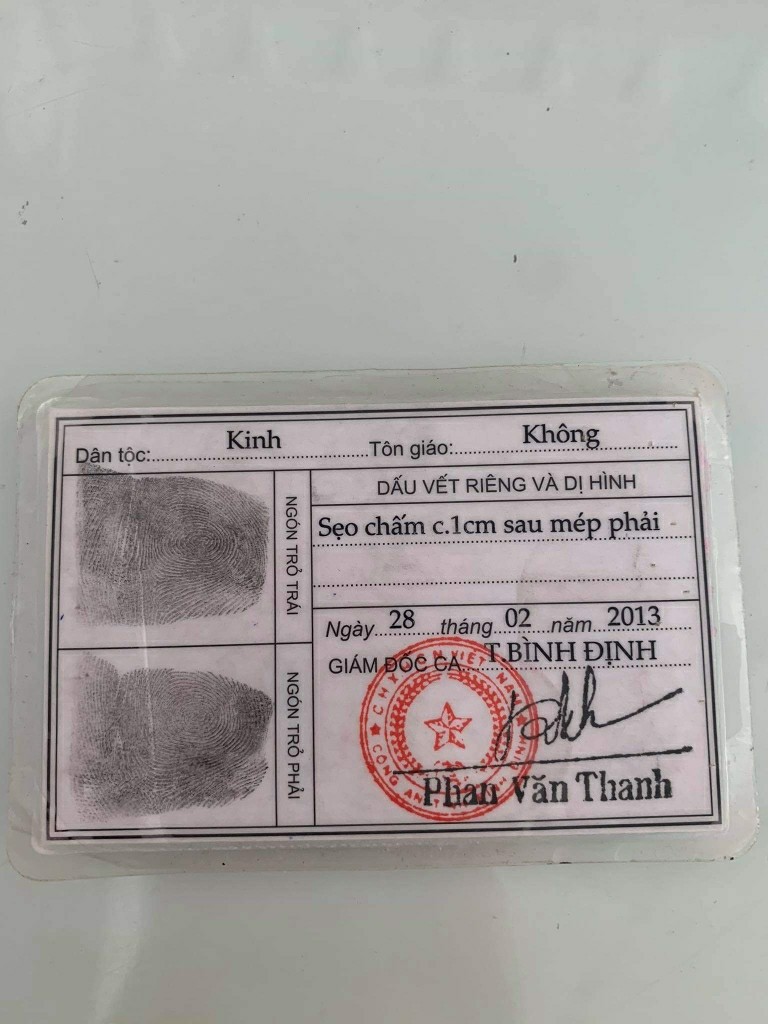 Dân tộc: Kinh Tôn giáo: Không
NGÓN TRỎ TRÁI
DẤU VẾT RIÊNG VÀ DỊ HÌNH
Sẹo chấm c.1cm sau mép phải
Ngày 28 tháng 02 năm 2013
GIÁM ĐỐC CA T.BÌNH ĐỊNH
NGÓN TRỎ PHẢI
Phan Văn Thanh